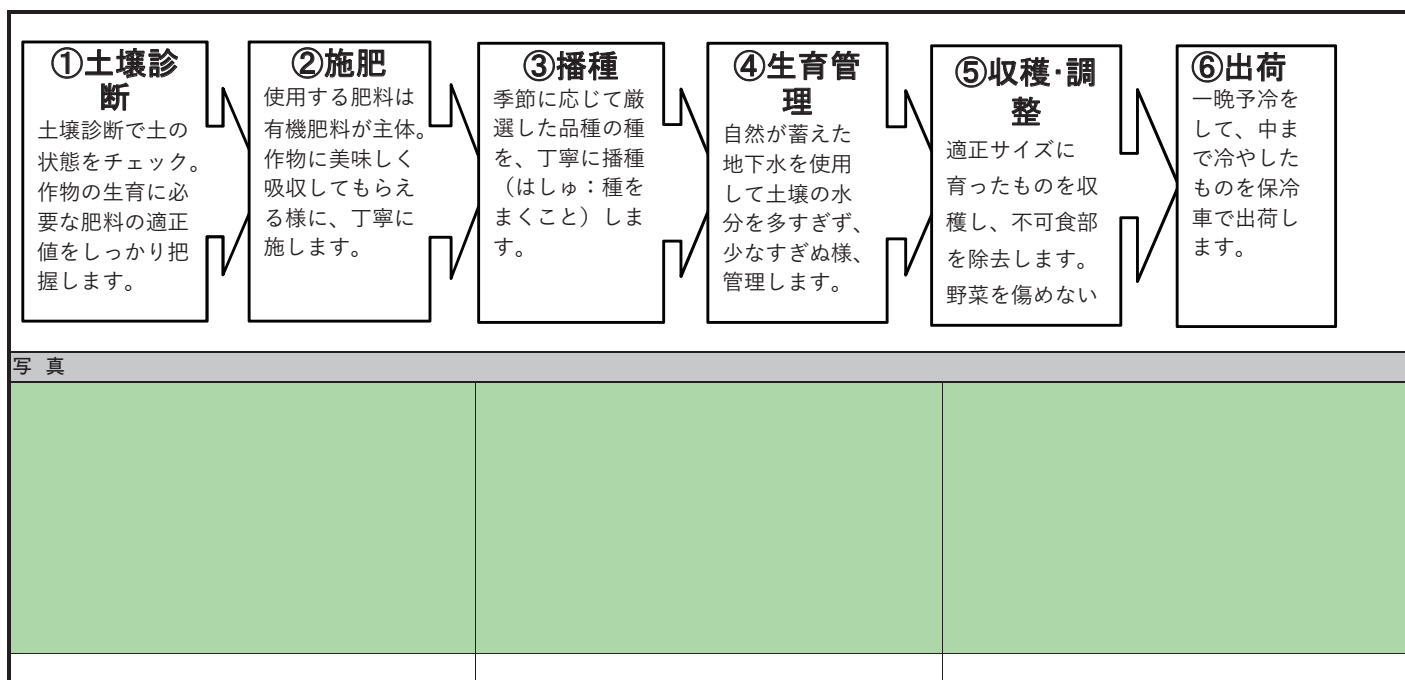 ①土壌診
断
土壌診断で土の
状態をチェック。
作物の生育に必
要な肥料の適正
値をしっかり把
握します。
②施肥
使用する肥料は
有機肥料が主体。
作物に美味しく
吸収してもらえ
る様に、丁寧に
施します。
③播種
季節に応じて厳
選した品種の種
を、丁寧に播種
（はしゅ：種を
まくこと）しま
す。
④生育管
理
自然が蓄えた
地下水を使用
して土壌の水
分を多すぎず、
少なすぎぬ様、
管理します。
⑤収穫･調
整
適正サイズに
育ったものを収
穫し、不可食部
を除去します。
野菜を傷めない
⑥出荷
一晩予冷を
して、中ま
で冷やした
ものを保冷
車で出荷し
ます。
写 真